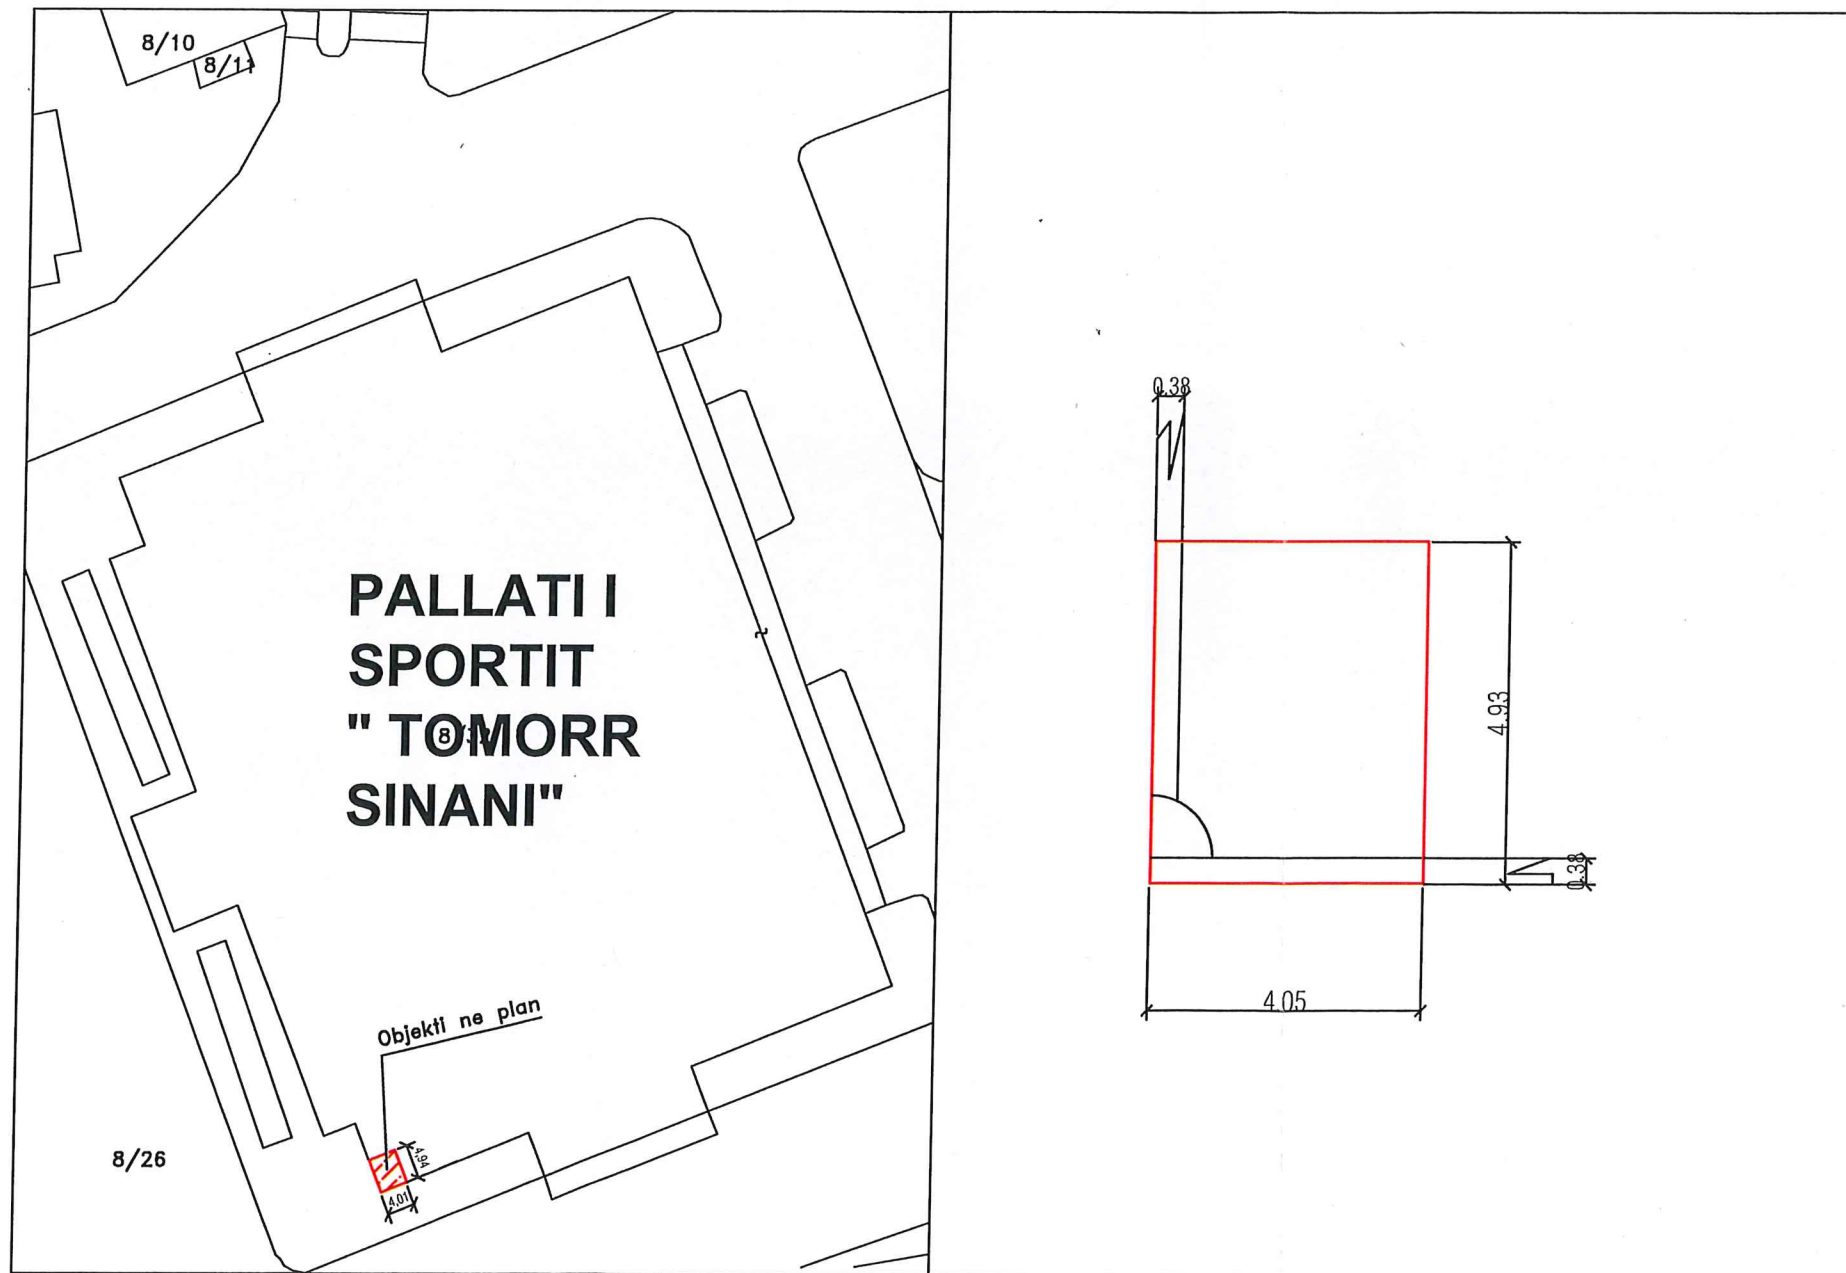 8/10
8/11
PALLATI I
SPORTIT
" TOMORR
SINANI"
Objekti ne plan
8/26
4,94
4,01
0.38
4.93
0.38
4.05